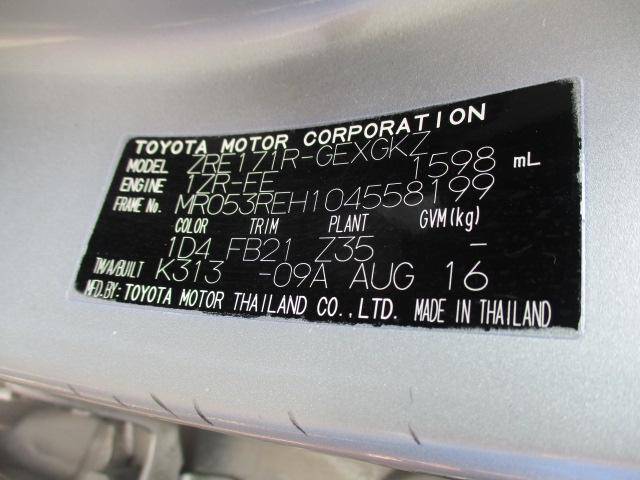 TOYOTA MOTOR CORPORATION
MODEL ZRE171R-GEXGKZ
ENGINE 1ZR-FE 1598 mL
FRAME No. MR053REH104558199
COLOR TRIM PLANT GVM(kg)
1D4 FB21 Z35 -
TM/A/BUILT K313 -09A AUG 16
MFD.BY: TOYOTA MOTOR THAILAND CO.,LTD. MADE IN THAILAND